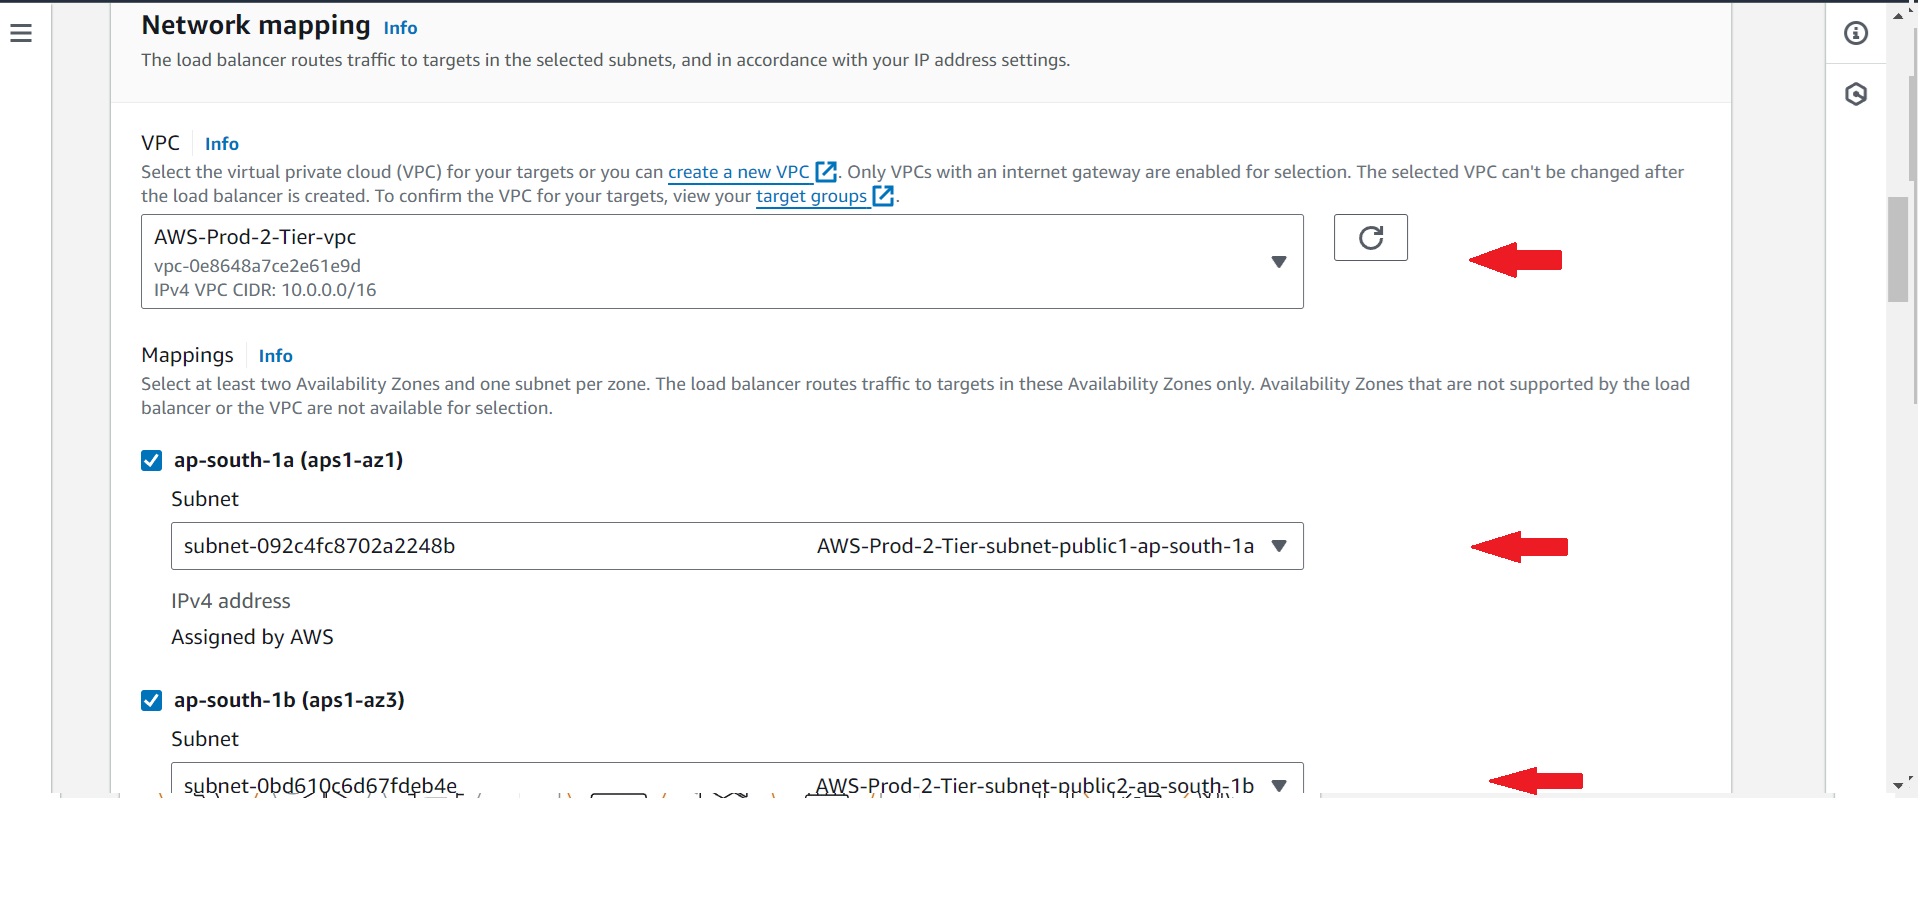 Network mapping Info
The load balancer routes traffic to targets in the selected subnets, and in accordance with your IP address settings.
VPC Info
Select the virtual private cloud (VPC) for your targets or you can create a new VPC. Only VPCs with an internet gateway are enabled for selection. The selected VPC can't be changed after
the load balancer is created. To confirm the VPC for your targets, view your target groups.
AWS-Prod-2-Tier-vpc
vpc-0e8648a7ce2e61e9d
IPv4 VPC CIDR: 10.0.0.0/16
Mappings Info
Select at least two Availability Zones and one subnet per zone. The load balancer routes traffic to targets in these Availability Zones only. Availability Zones that are not supported by the load
balancer or the VPC are not available for selection.
ap-south-1a (aps1-az1)
Subnet
subnet-092c4fc8702a2248b AWS-Prod-2-Tier-subnet-public1-ap-south-1a
IPv4 address
Assigned by AWS
ap-south-1b (aps1-az3)
Subnet
subnet-0bd610c6d67fdeb4e AWS-Prod-2-Tier-subnet-public2-ap-south-1b